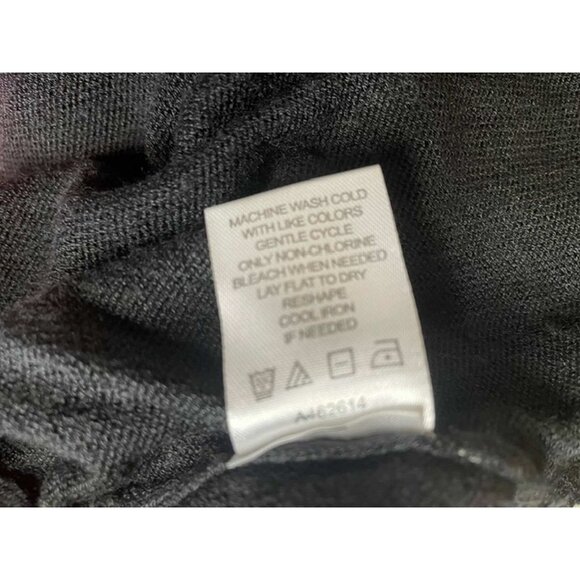 MACHINE WASH COLD
WITH LIKE COLORS
GENTLE CYCLE
ONLY NON-CHLORINE
BLEACH WHEN NEEDED
LAY FLAT TO DRY
RESHAPE
COOL IRON
IF NEEDED
A462614